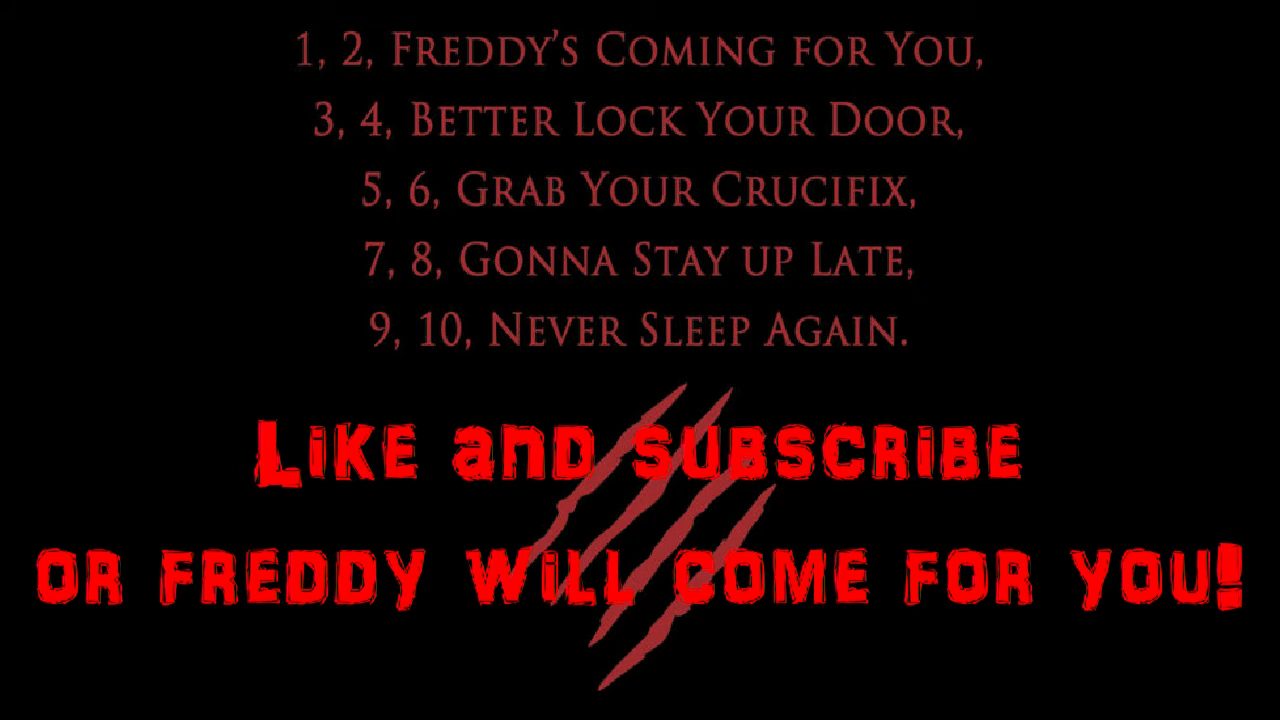 1, 2, Freddy's Coming for You,
3, 4, Better Lock Your Door,
5, 6, Grab Your Crucifix,
7, 8, Gonna Stay up Late,
9, 10, Never Sleep Again.
Like and subscribe
or freddy will come for you!